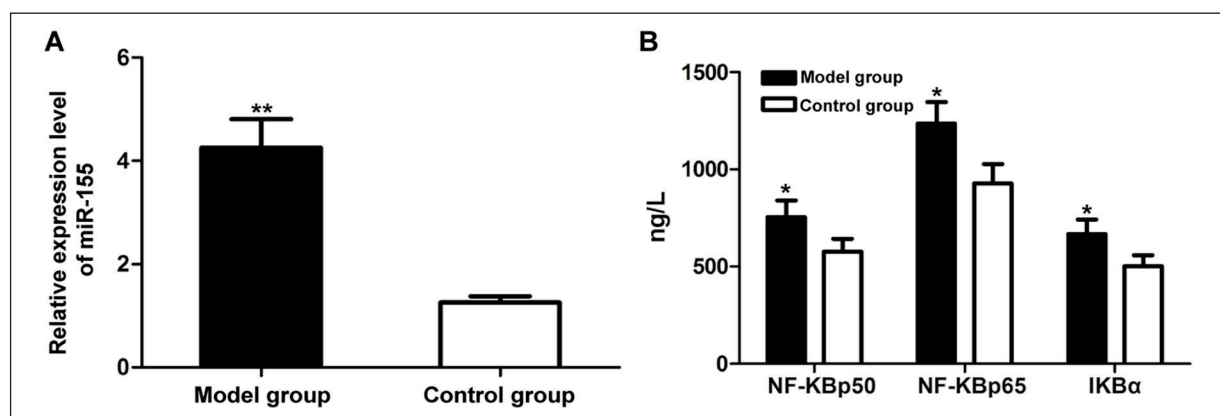 A
Relative expression level
of miR-155
6
4
2
0
**
Model group
Control group
B
ng/L
1500
1000
500
0
Model group
Control group
*
*
*
NF-KBp50
NF-KBp65
IKBα